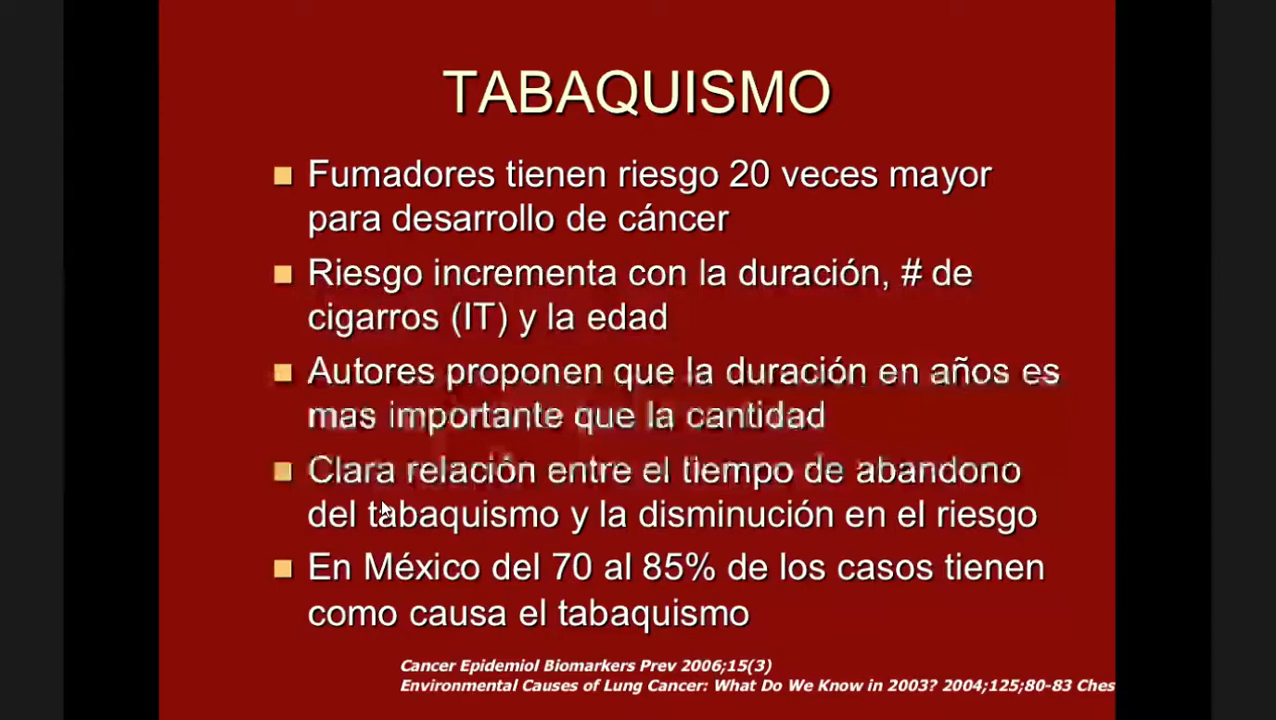 TABAQUISMO
Fumadores tienen riesgo 20 veces mayor
para desarrollo de cáncer
Riesgo incrementa con la duración, # de
cigarros (IT) y la edad
Autores proponen que la duración en años es
mas importante que la cantidad
Clara relación entre el tiempo de abandono
del tabaquismo y la disminución en el riesgo
En México del 70 al 85% de los casos tienen
como causa el tabaquismo
Cancer Epidemiol Biomarkers Prev 2006;15(3)
Environmental Causes of Lung Cancer: What Do We Know in 2003? 2004;125;80-83 Ches